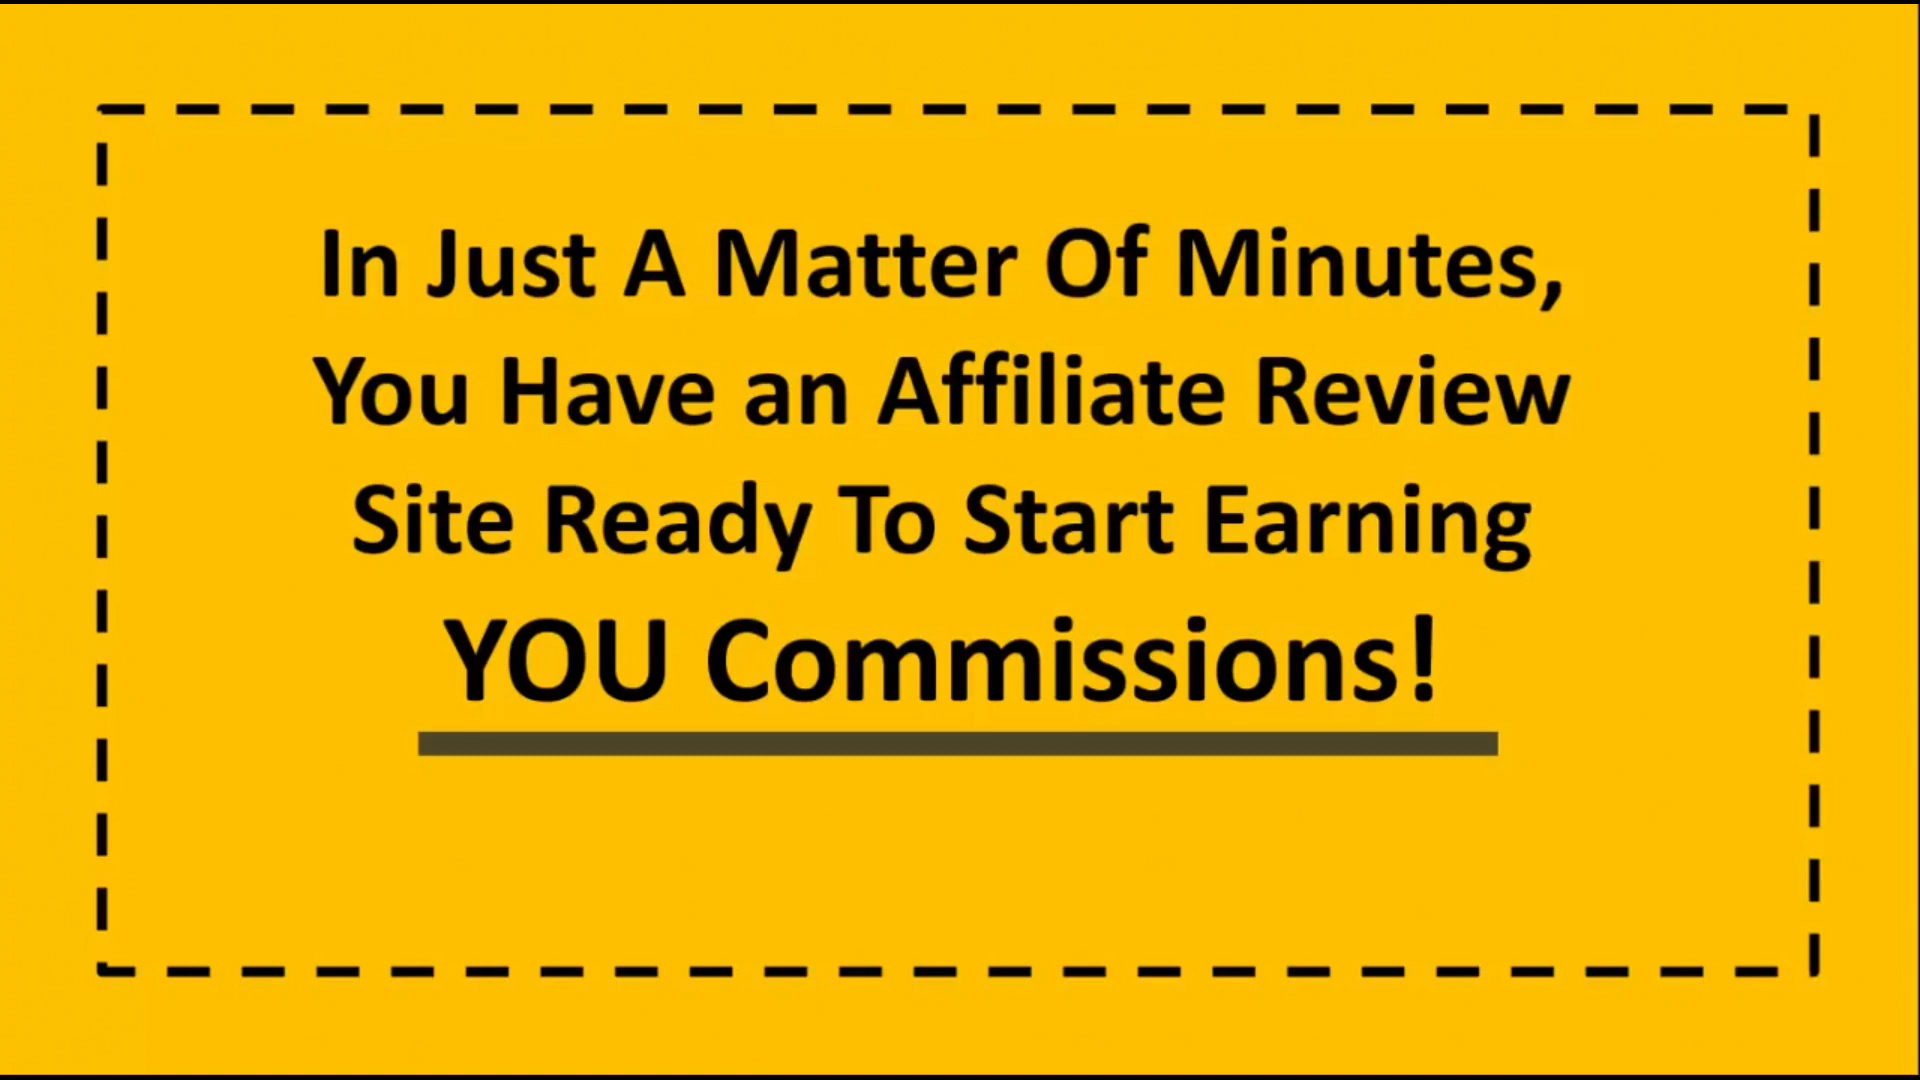 In Just A Matter Of Minutes,
You Have an Affiliate Review
Site Ready To Start Earning
YOU Commissions!